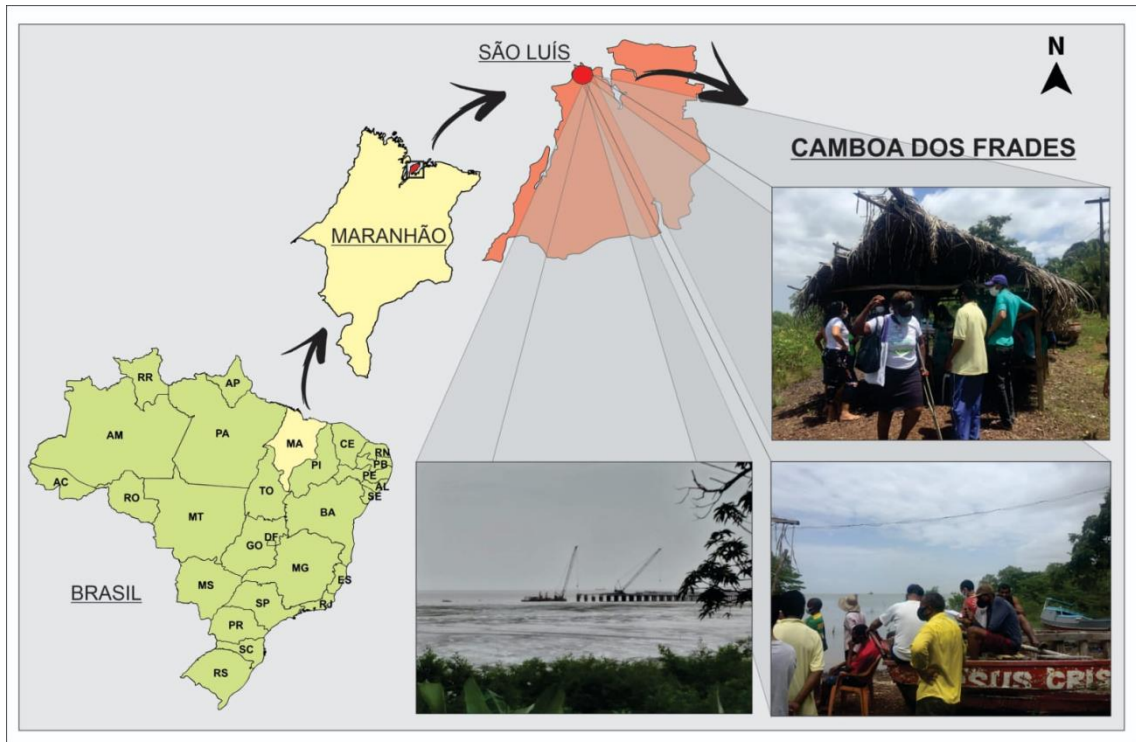 SÃO LUÍS
N
CAMBOA DOS FRADES
MARANHÃO
RR
AP
AM
PA
MA
CE
RN
PB
PE
AL
SE
PI
AC
RO
TO
BA
MT
DF
GO
MG
ES
MS
SP
RJ
BRASIL
PR
SC
RS
ESUS CRIS